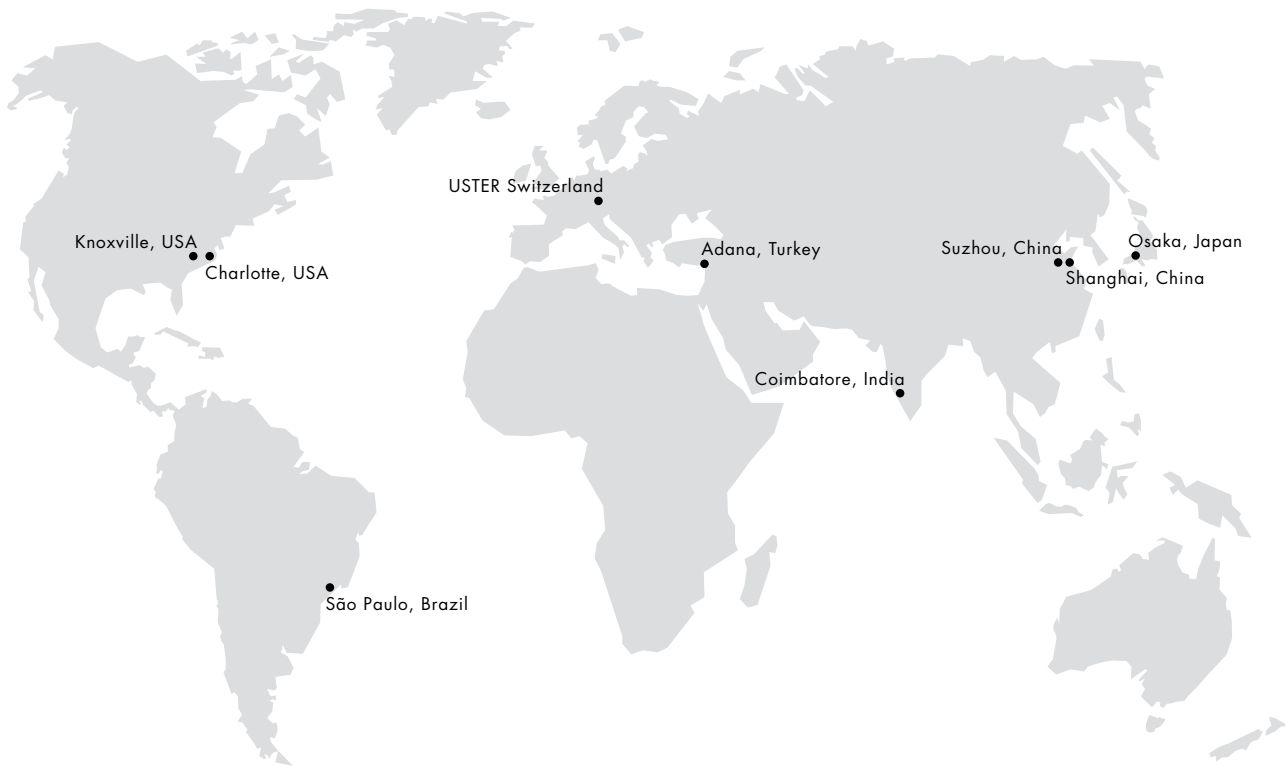 USTER Switzerland
Knoxville, USA
Charlotte, USA
Adana, Turkey
Suzhou, China
Osaka, Japan
Shanghai, China
Coimbatore, India
São Paulo, Brazil